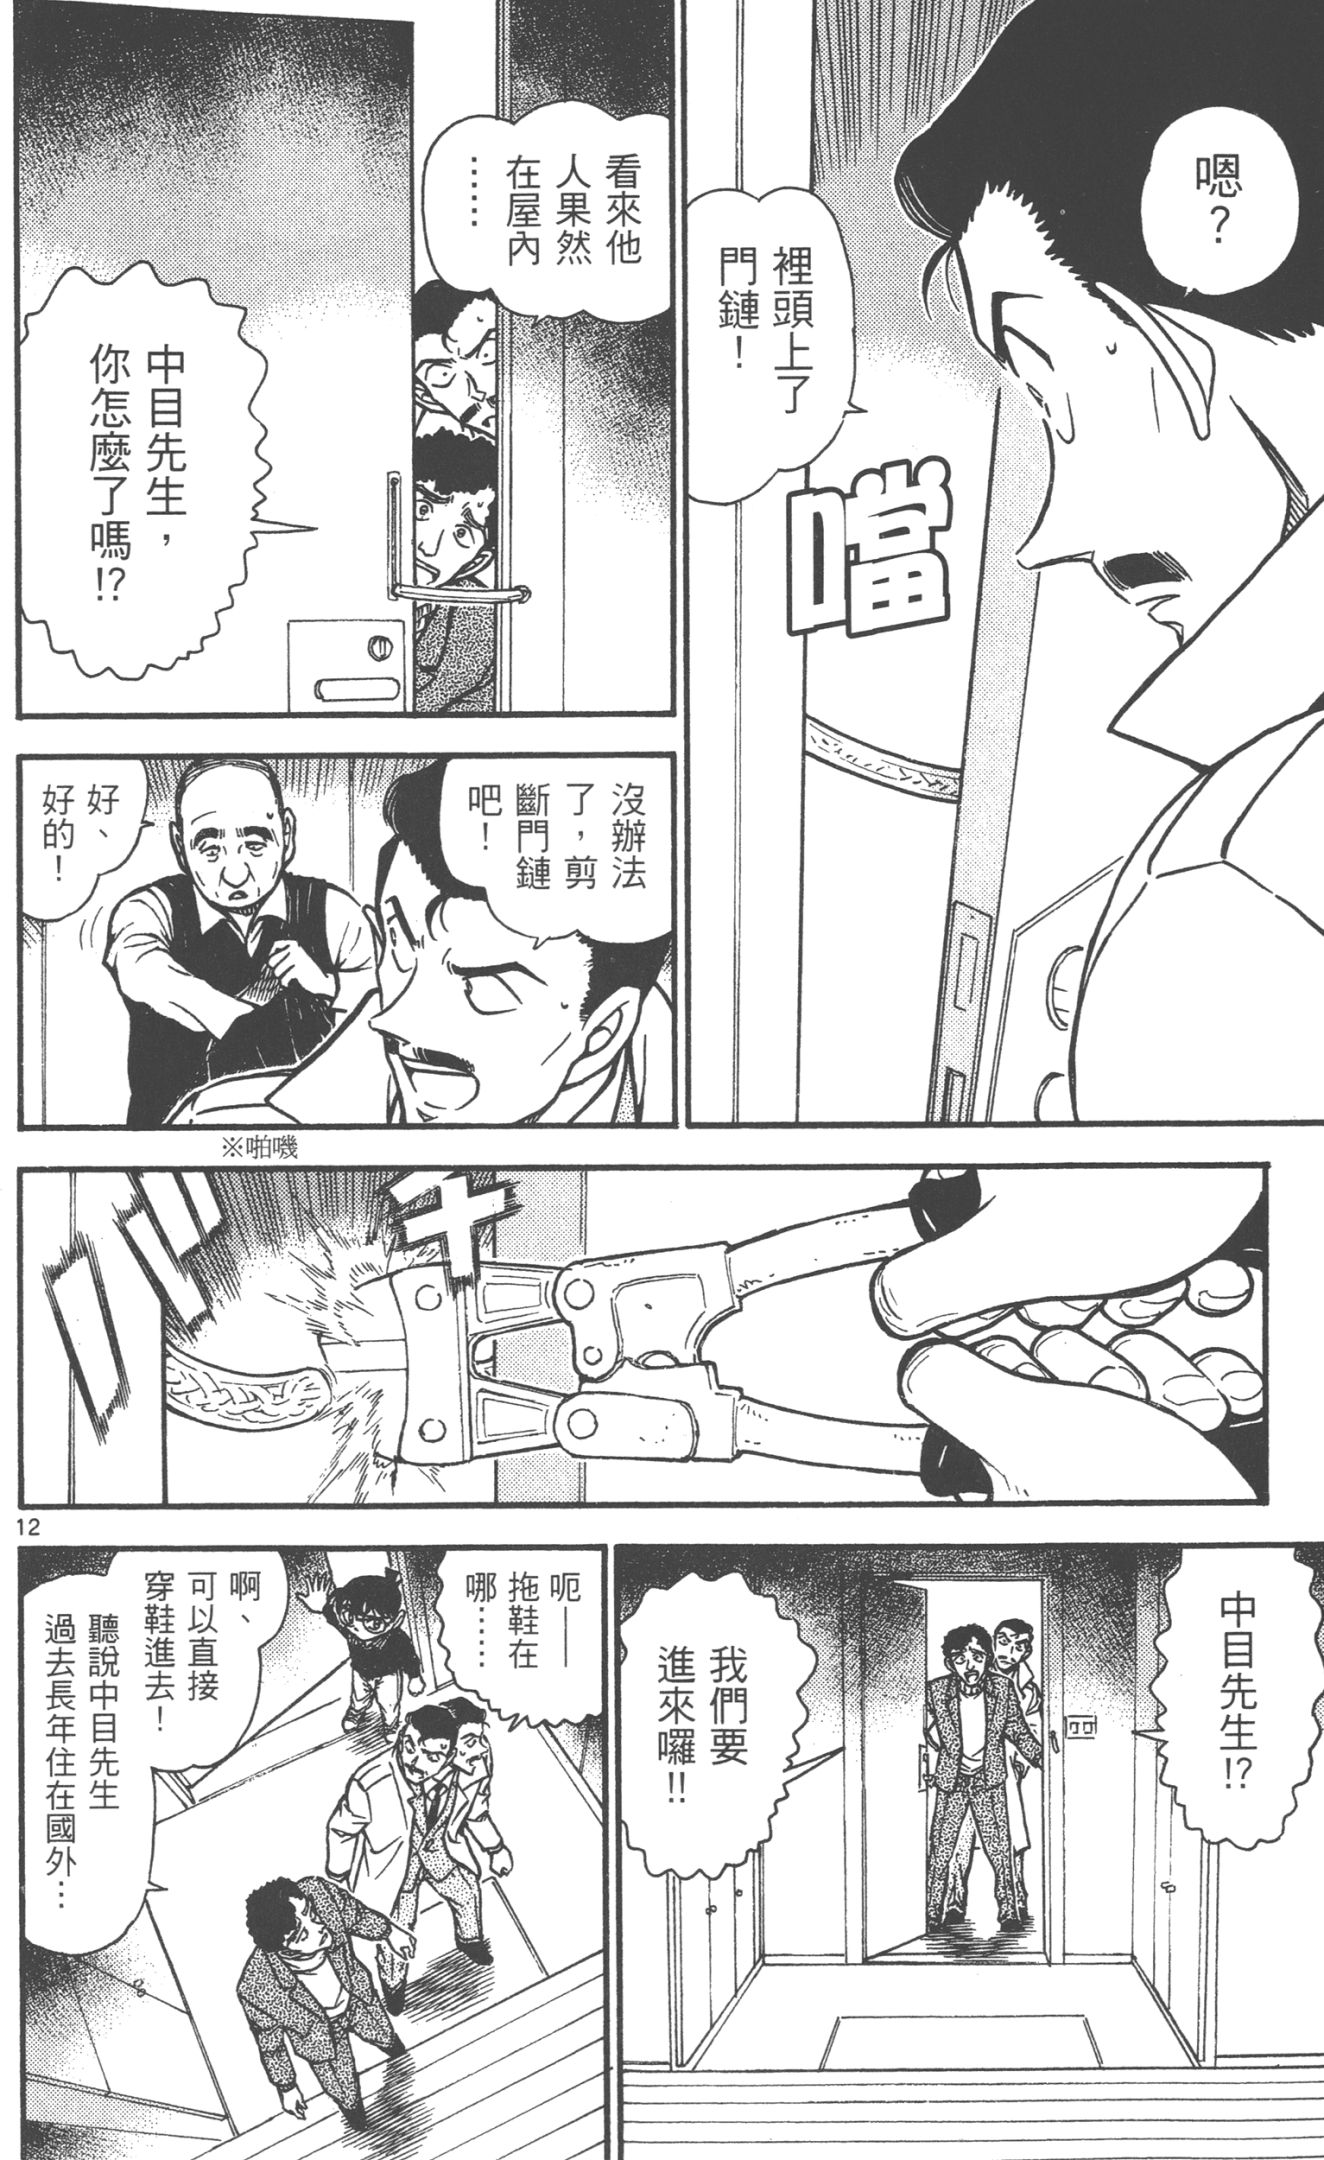 嗯？
裡頭上了
門鏈！
噹
看來他
人果然
在屋內
……
中目先生，
你怎麼了嗎!?
沒辦法
了，剪
斷門鏈
吧！
好、
好的！
※啪嘰
バキ
12
中目先生!?
我們要
進來囉!!
呃——
拖鞋在
哪……
啊、
可以直接
穿鞋進去！
聽說中目先生
過去長年住在國外…